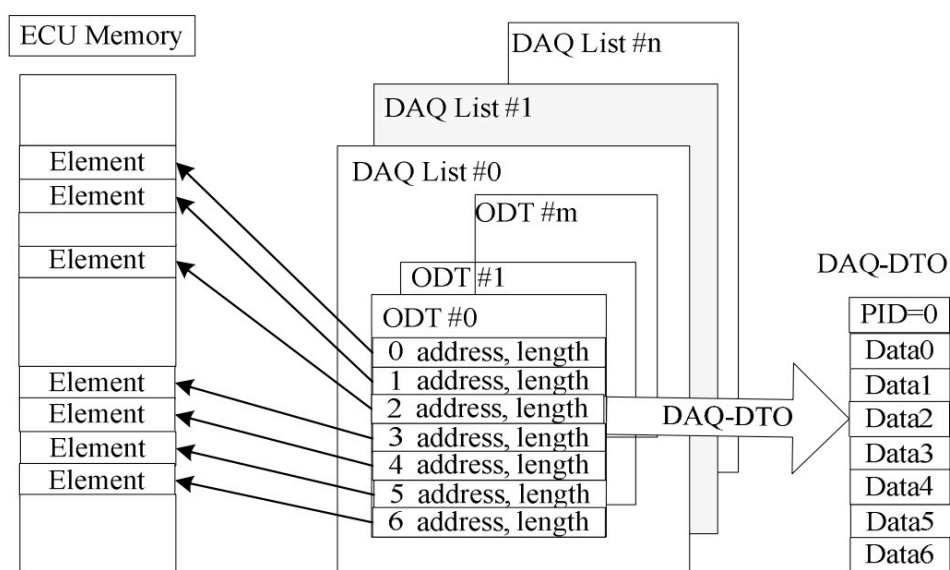 ECU Memory
Element
Element
Element
Element
Element
Element
Element
DAQ List #n
DAQ List #1
DAQ List #0
ODT #m
ODT #1
ODT #0
0 address, length
1 address, length
2 address, length
3 address, length
4 address, length
5 address, length
6 address, length
DAQ-DTO
DAQ-DTO
PID=0
Data0
Data1
Data2
Data3
Data4
Data5
Data6